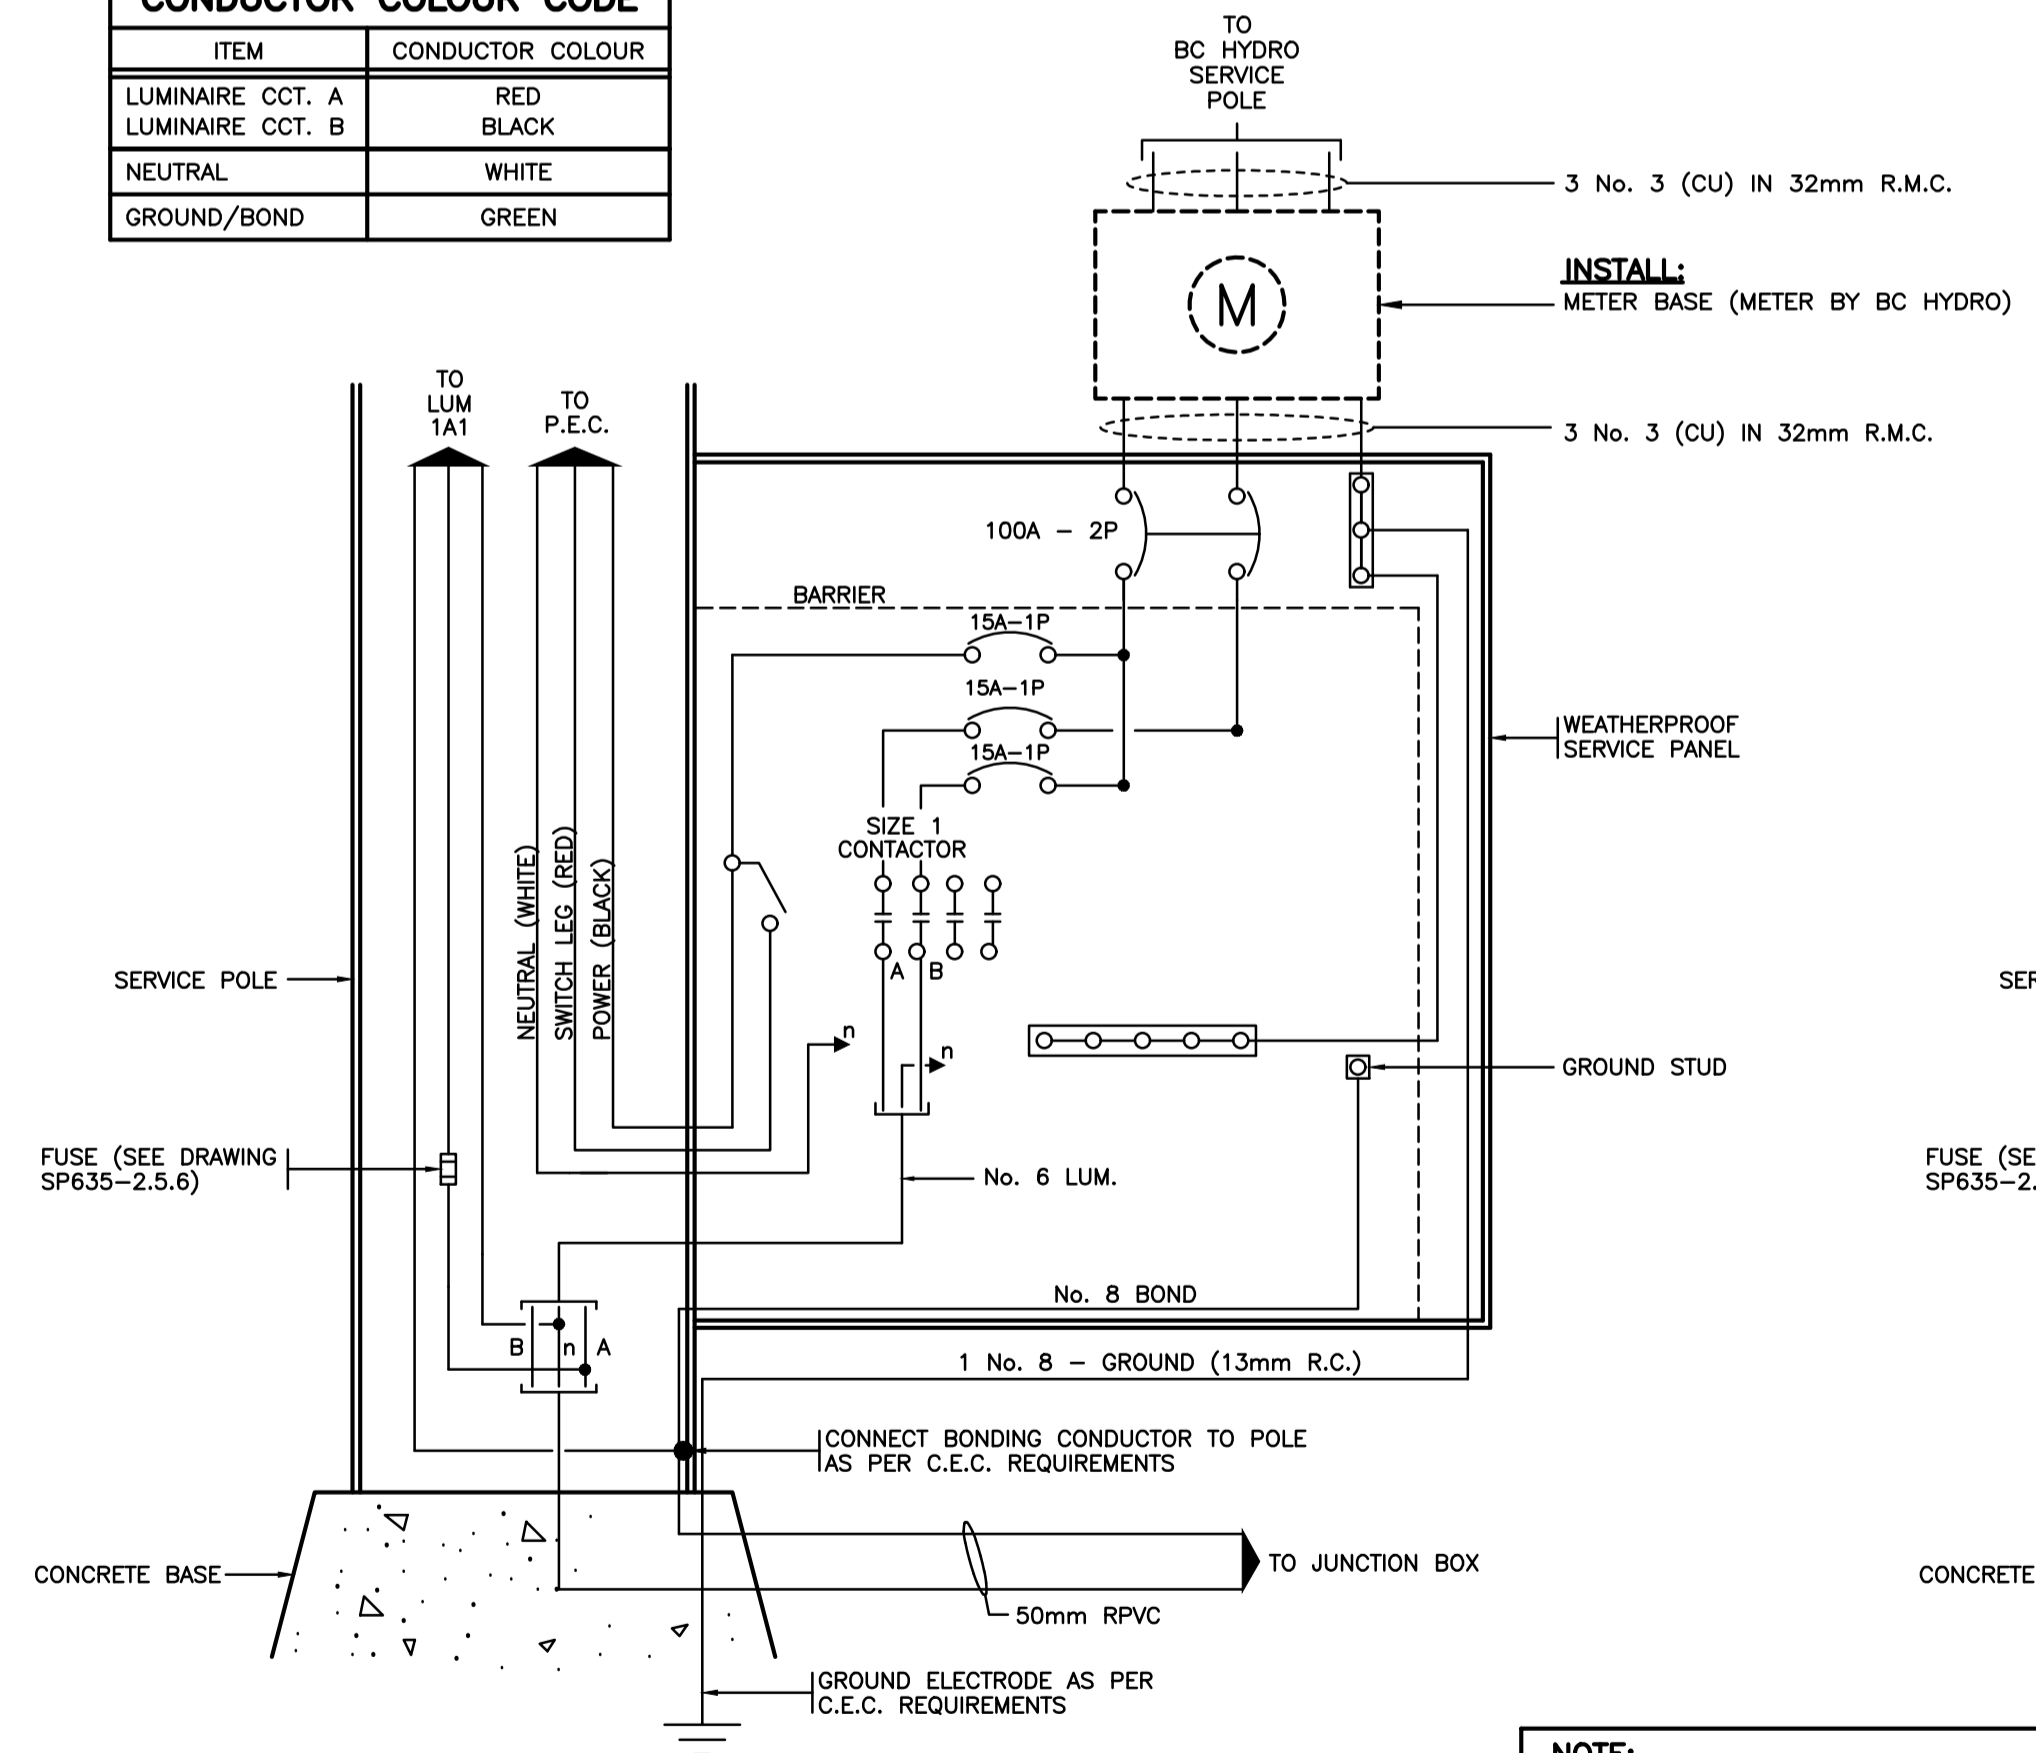 CONDUCTOR COLOUR CODE
ITEM CONDUCTOR COLOUR
LUMINAIRE CCT. A RED
LUMINAIRE CCT. B BLACK
NEUTRAL WHITE
GROUND/BOND GREEN
TO
BC HYDRO
SERVICE
POLE
3 No. 3 (CU) IN 32mm R.M.C.
INSTALL:
METER BASE (METER BY BC HYDRO)
M
TO
LUM
1A1
TO
P.E.C.
3 No. 3 (CU) IN 32mm R.M.C.
100A - 2P
BARRIER
15A-1P
15A-1P
15A-1P
WEATHERPROOF
SERVICE PANEL
SIZE 1
CONTACTOR
NEUTRAL (WHITE)
SWITCH LEG (RED)
POWER (BLACK)
A B
SERVICE POLE
SER
n
n
GROUND STUD
FUSE (SEE DRAWING
SP635-2.5.6)
FUSE (SE
SP635-2.
No. 6 LUM.
No. 8 BOND
B n A
1 No. 8 - GROUND (13mm R.C.)
CONNECT BONDING CONDUCTOR TO POLE
AS PER C.E.C. REQUIREMENTS
CONCRETE BASE
TO JUNCTION BOX
CONCRETE
50mm RPVC
GROUND ELECTRODE AS PER
C.E.C. REQUIREMENTS
NOTE: